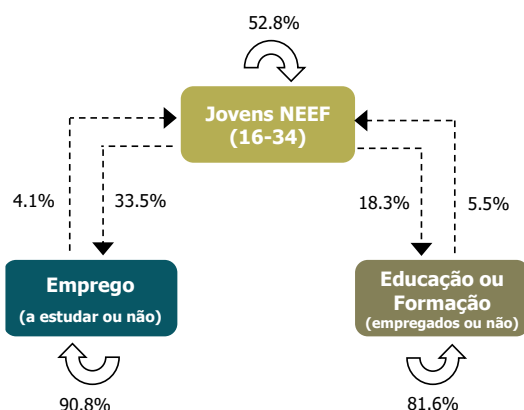 52.8%
Jovens NEEF
(16-34)
4.1%
33.5%
18.3%
5.5%
Emprego
(a estudar ou não)
Educação ou
Formação
(empregados ou não)
90.8%
81.6%